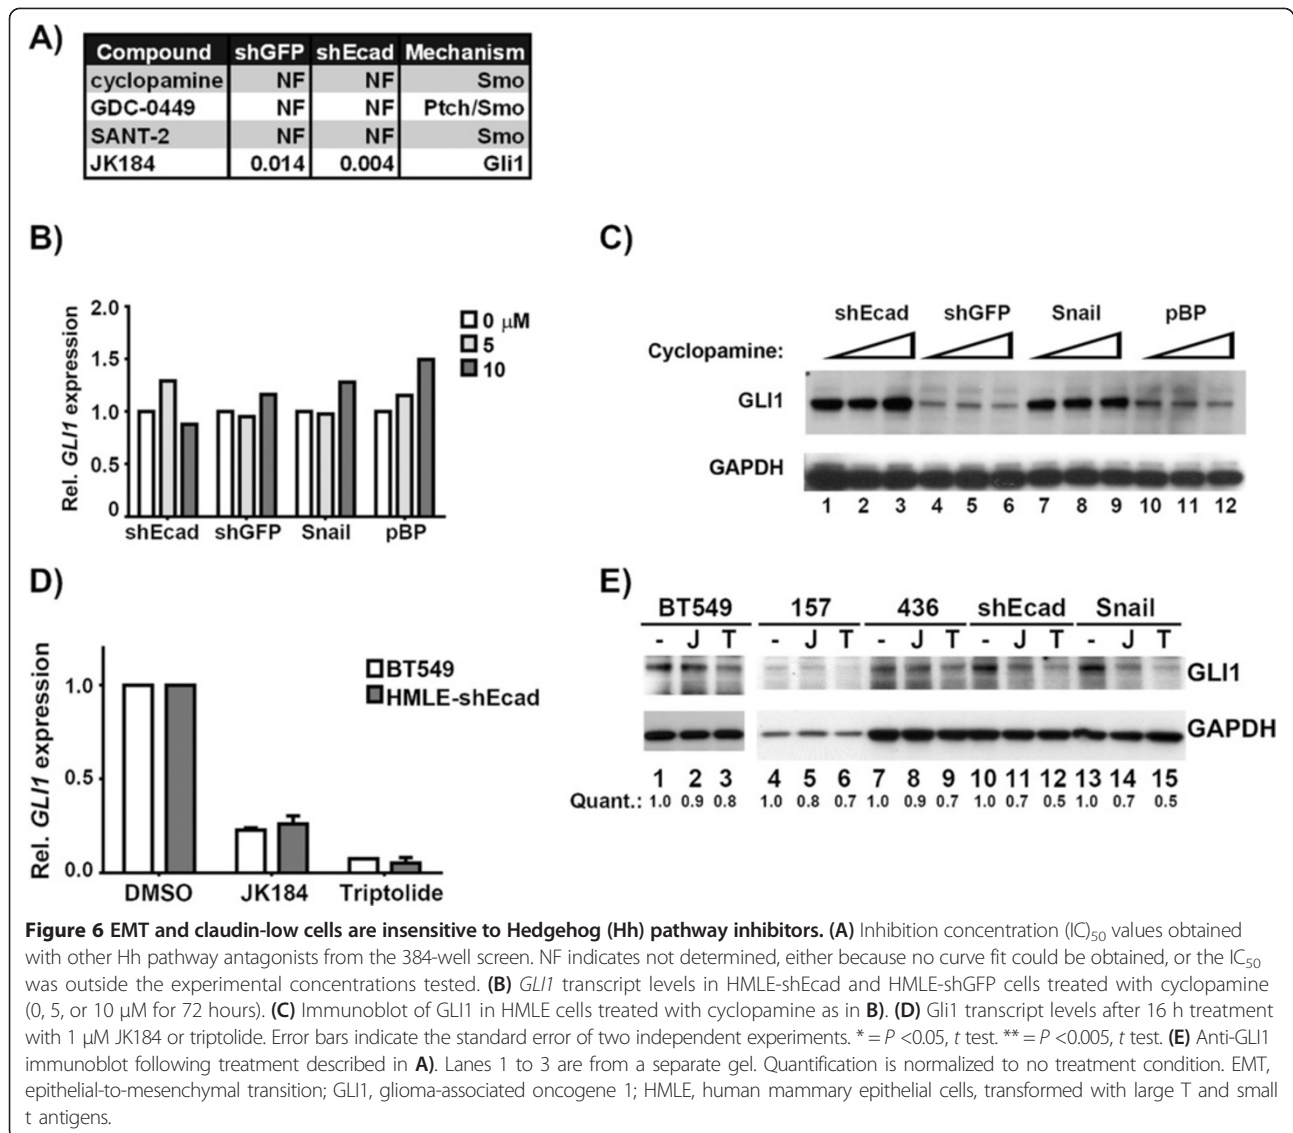 A)
Compound shGFP shEcad Mechanism
cyclopamine NF NF Smo
GDC-0449 NF NF Ptch/Smo
SANT-2 NF NF Smo
JK184 0.014 0.004 Gli1
B)
Rel. GLI1 expression
2.0
1.5
1.0
0.5
0
shEcad shGFP Snail pBP
0 μM
5
10
C)
shEcad shGFP Snail pBP
Cyclopamine:
GLI1
GAPDH
1 2 3 4 5 6 7 8 9 10 11 12
D)
Rel. GLI1 expression
1.0
0.5
0.0
DMSO JK184 Triptolide
BT549
HMLE-shEcad
E)
BT549 157 436 shEcad Snail
- J T - J T - J T - J T - J T
GLI1
GAPDH
1 2 3 4 5 6 7 8 9 10 11 12 13 14 15
Quant.: 1.0 0.9 0.8 1.0 0.8 0.7 1.0 0.9 0.7 1.0 0.7 0.5 1.0 0.7 0.5
Figure 6 EMT and claudin-low cells are insensitive to Hedgehog (Hh) pathway inhibitors. (A) Inhibition concentration (IC)50 values obtained
with other Hh pathway antagonists from the 384-well screen. NF indicates not determined, either because no curve fit could be obtained, or the IC50
was outside the experimental concentrations tested. (B) GLI1 transcript levels in HMLE-shEcad and HMLE-shGFP cells treated with cyclopamine
(0, 5, or 10 μM for 72 hours). (C) Immunoblot of GLI1 in HMLE cells treated with cyclopamine as in B). (D) Gli1 transcript levels after 16 h treatment
with 1 μM JK184 or triptolide. Error bars indicate the standard error of two independent experiments. * = P <0.05, t test. ** = P <0.005, t test. (E) Anti-GLI1
immunoblot following treatment described in A). Lanes 1 to 3 are from a separate gel. Quantification is normalized to no treatment condition. EMT,
epithelial-to-mesenchymal transition; GLI1, glioma-associated oncogene 1; HMLE, human mammary epithelial cells, transformed with large T and small
t antigens.